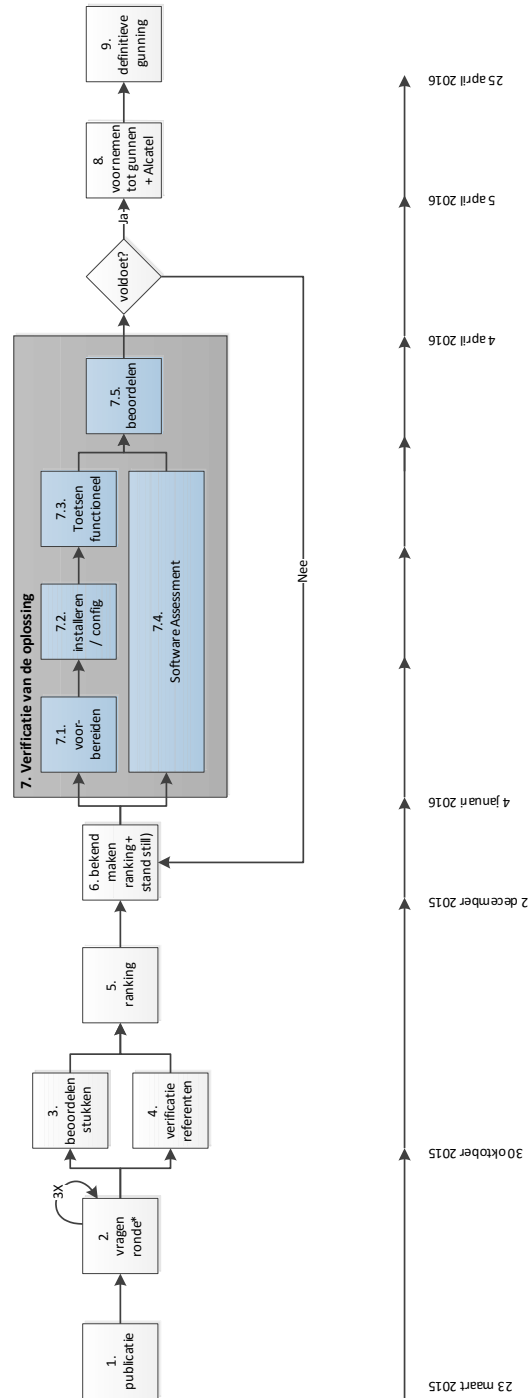 1.
publicatie
2.
vragen
ronde*
3X
3.
beoordelen
stukken
4.
verificatie
referenten
5.
ranking
6. bekend
maken
ranking +
stand still)
7. Verificatie van de oplossing
7.1.
voor-
bereiden
7.2.
installeren
/ config.
7.3.
Toetsen
functioneel
7.4.
Software Assessment
7.5.
beoordelen
voldoet?
Ja
Nee
8.
voornemen
tot gunnen
+ Alcatel
9.
definitieve
gunning
23 maart 2015
30 oktober 2015
2 december 2015
4 januari 2016
4 april 2016
5 april 2016
25 april 2016